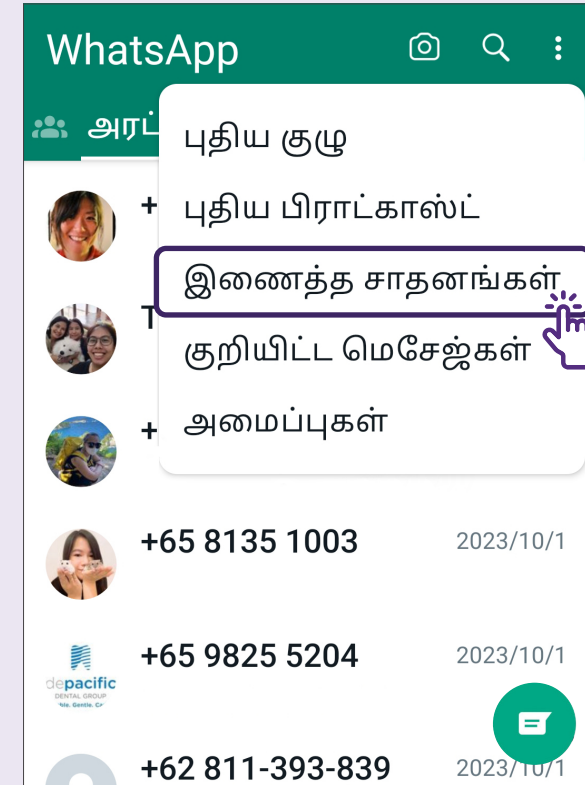 WhatsApp
அரட்
புதிய குழு
+
புதிய பிராட்காஸ்ட்
இணைத்த சாதனங்கள்
T
குறியிட்ட மெசேஜ்கள்
+
அமைப்புகள்
+65 8135 1003 2023/10/1
+65 9825 5204 2023/10/1
depacific
DENTAL GROUP
+62 811-393-839 2023/10/1